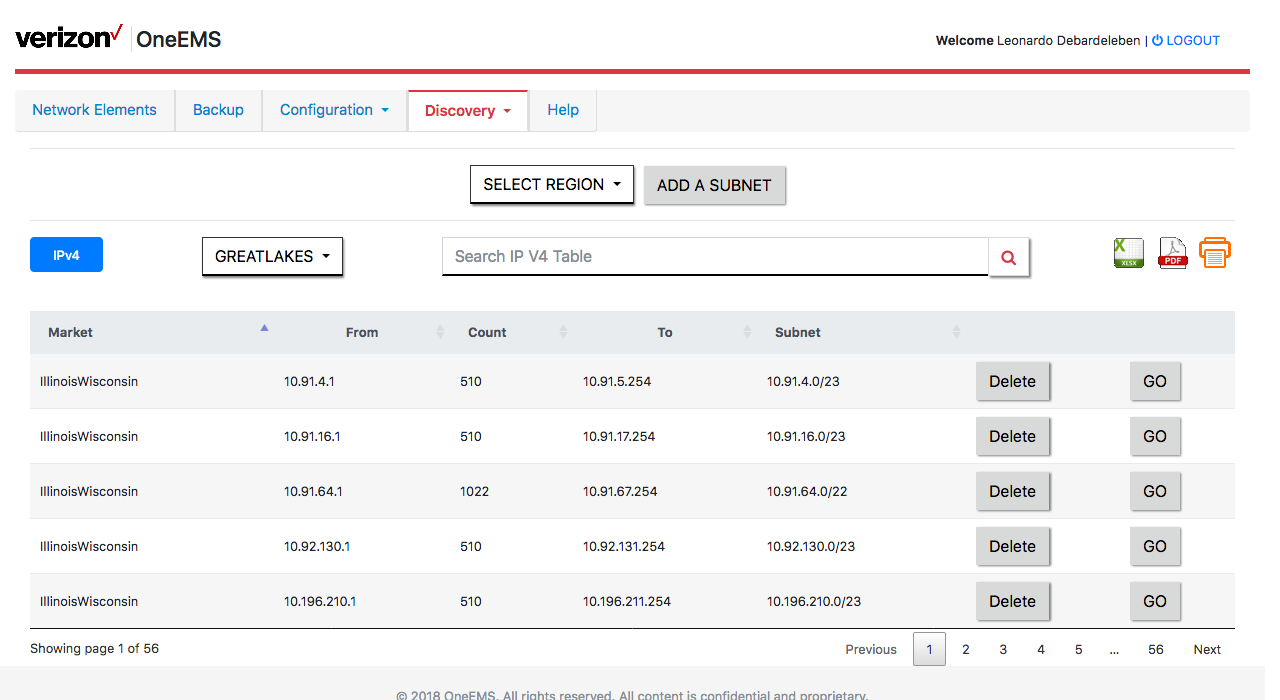 verizon OneEMS
Welcome Leonardo Debardeleben | LOGOUT
Network Elements Backup Configuration Discovery Help
SELECT REGION ADD A SUBNET
IPv4 GREATLAKES Search IP V4 Table X XLSX PDF
Market From Count To Subnet
IllinoisWisconsin 10.91.4.1 510 10.91.5.254 10.91.4.0/23 Delete GO
IllinoisWisconsin 10.91.16.1 510 10.91.17.254 10.91.16.0/23 Delete GO
IllinoisWisconsin 10.91.64.1 1022 10.91.67.254 10.91.64.0/22 Delete GO
IllinoisWisconsin 10.92.130.1 510 10.92.131.254 10.92.130.0/23 Delete GO
IllinoisWisconsin 10.196.210.1 510 10.196.211.254 10.196.210.0/23 Delete GO
Showing page 1 of 56 Previous 1 2 3 4 5 ... 56 Next
© 2018 OneEMS. All rights reserved. All content is confidential and proprietary.